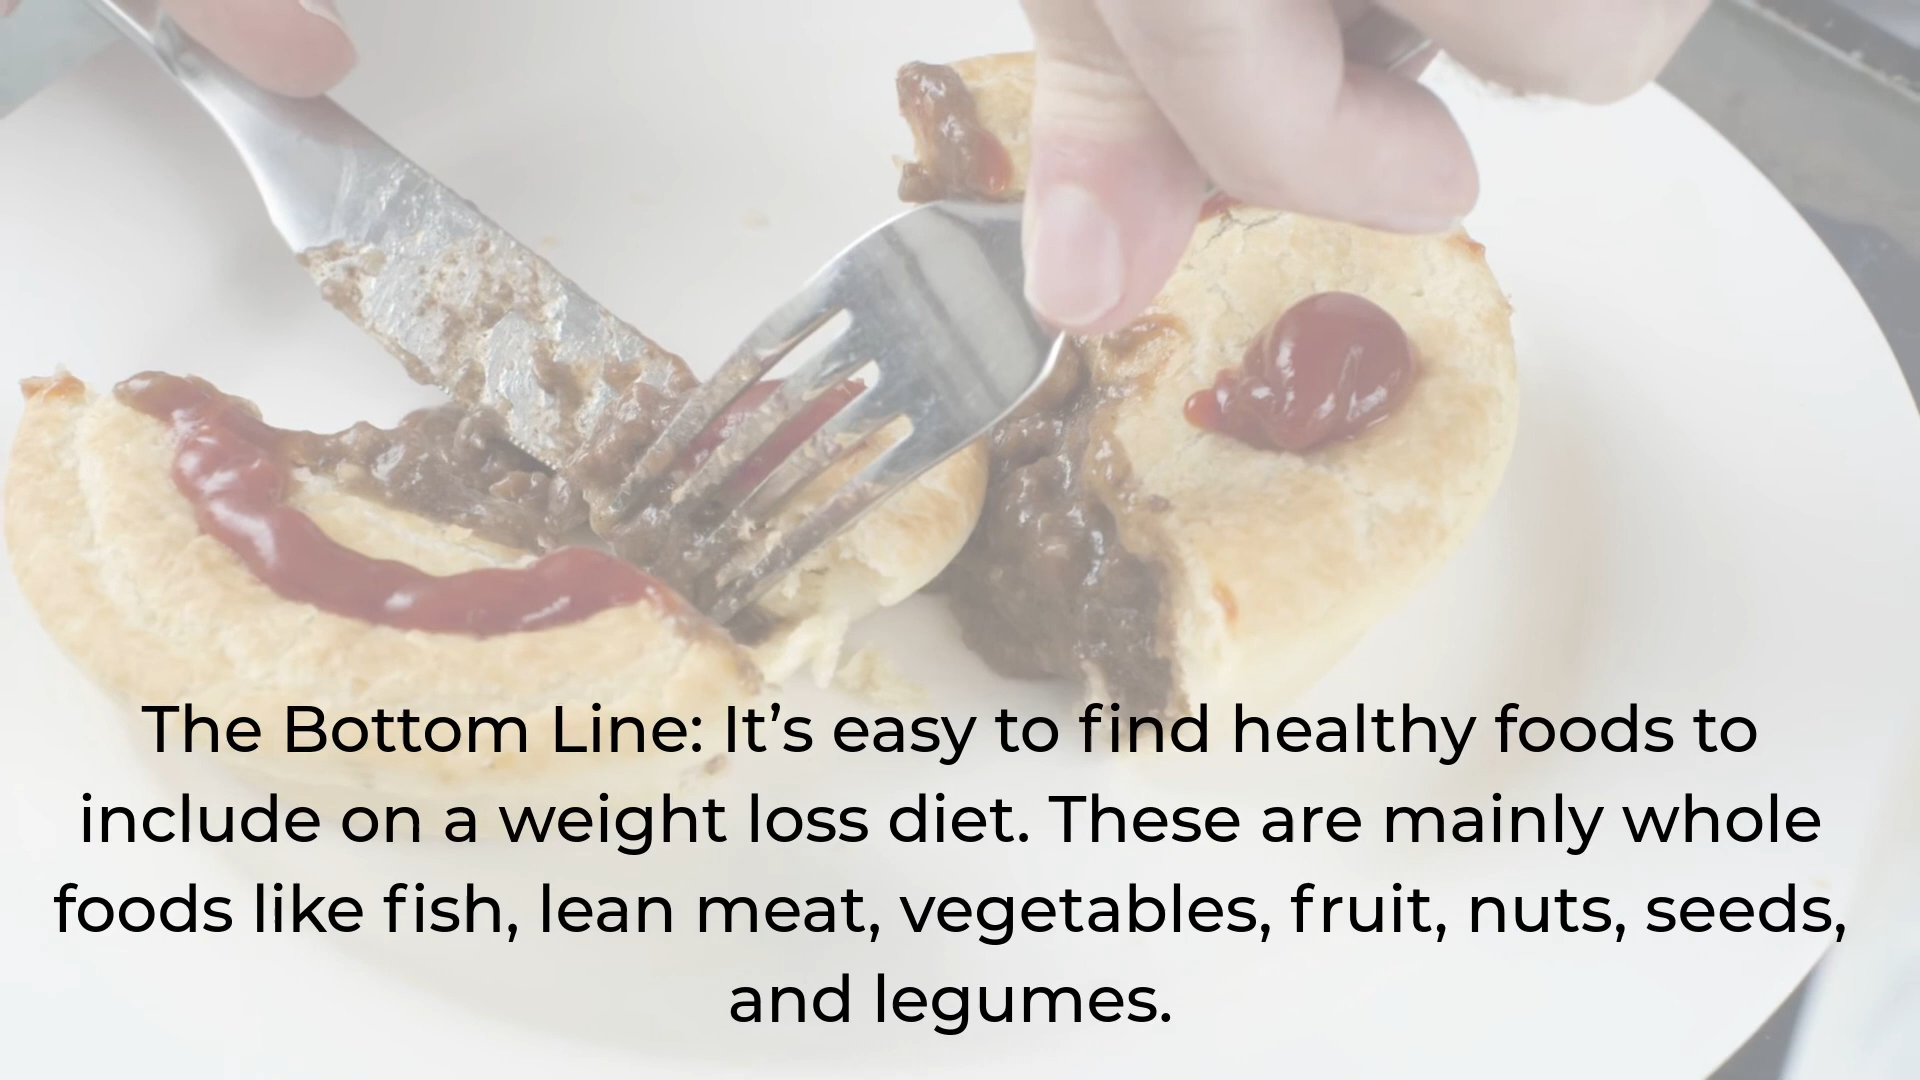 The Bottom Line: It’s easy to find healthy foods to
include on a weight loss diet. These are mainly whole
foods like fish, lean meat, vegetables, fruit, nuts, seeds,
and legumes.